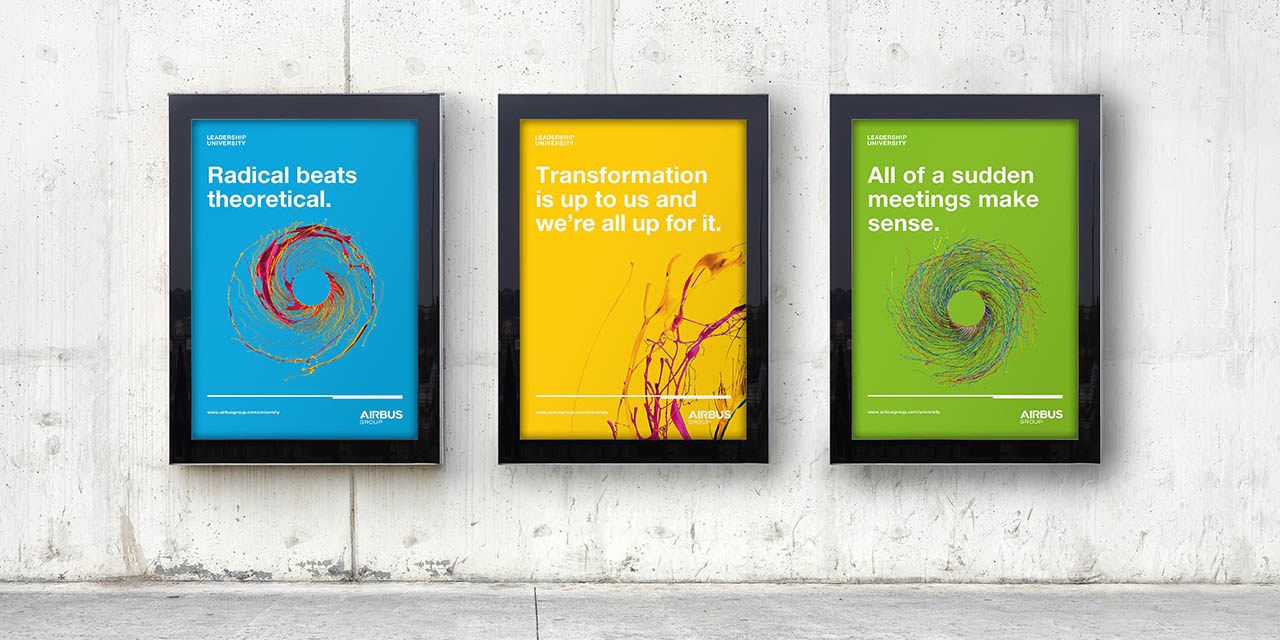 LEADERSHIP
UNIVERSITY
Radical beats
theoretical.
www.airbusgroup.com/university
AIRBUS
GROUP
LEADERSHIP
UNIVERSITY
Transformation
is up to us and
we're all up for it.
www.airbusgroup.com/university
AIRBUS
GROUP
LEADERSHIP
UNIVERSITY
All of a sudden
meetings make
sense.
www.airbusgroup.com/university
AIRBUS
GROUP